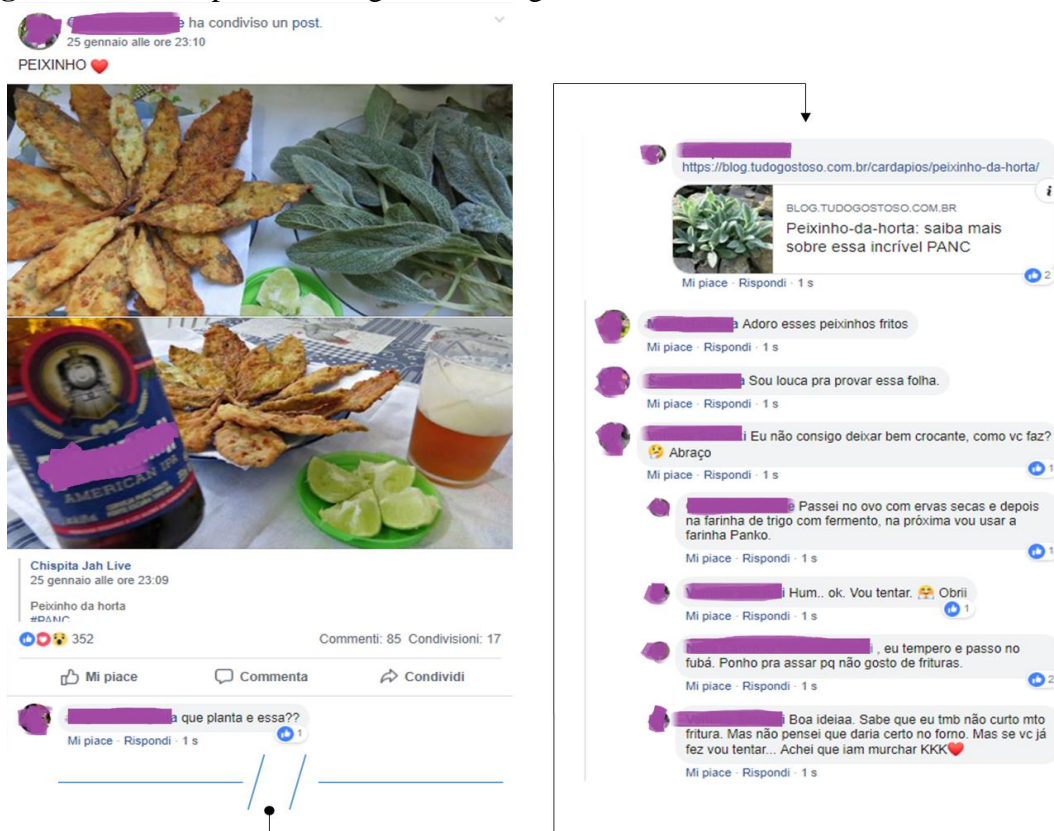 ha condiviso un post.
25 gennaio alle ore 23:10
PEIXINHO
AMERICAN IPA
Chispita Jah Live
25 gennaio alle ore 23:09
Peixinho da horta
#PANC
352 Commenti: 85 Condivisioni: 17
Mi piace Commenta Condividi
que planta e essa??
1
Mi piace · Rispondi · 1 s
https://blog.tudogostoso.com.br/cardapios/peixinho-da-horta/
BLOG.TUDOGOSTOSO.COM.BR
Peixinho-da-horta: saiba mais
sobre essa incrível PANC
2
Mi piace · Rispondi · 1 s
Adoro esses peixinhos fritos
Mi piace · Rispondi · 1 s
Sou louca pra provar essa folha.
Mi piace · Rispondi · 1 s
Eu não consigo deixar bem crocante, como vc faz?
Abraço
1
Mi piace · Rispondi · 1 s
Passei no ovo com ervas secas e depois
na farinha de trigo com fermento, na próxima vou usar a
farinha Panko.
1
Mi piace · Rispondi · 1 s
Hum.. ok. Vou tentar. Obrii
1
Mi piace · Rispondi · 1 s
, eu tempero e passo no
fubá. Ponho pra assar pq não gosto de frituras.
2
Mi piace · Rispondi · 1 s
Boa ideiaa. Sabe que eu tmb não curto mto
fritura. Mas não pensei que daria certo no forno. Mas se vc já
fez vou tentar... Achei que iam murchar KKK
Mi piace · Rispondi · 1 s